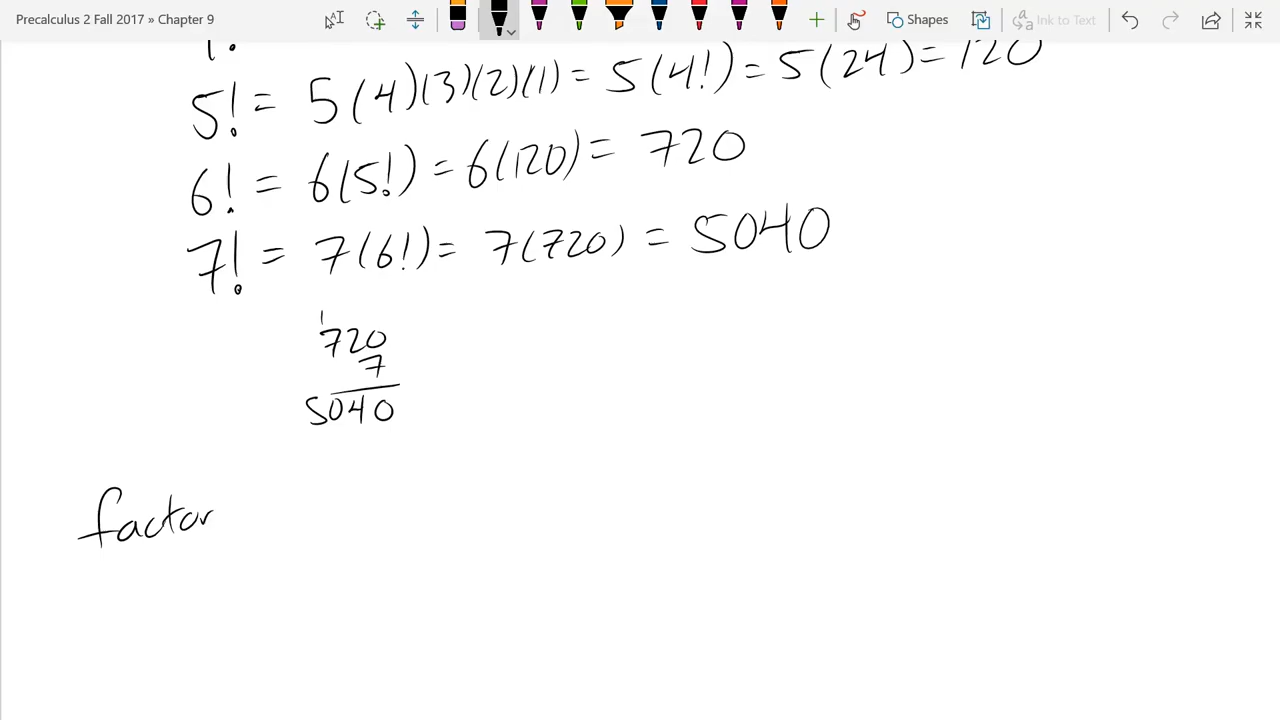 Precalculus 2 Fall 2017 » Chapter 9
Shapes
Ink to Text
5! = 5(4)(3)(2)(1) = 5(4!) = 5(24) = 120
6! = 6(5!) = 6(120) = 720
7! = 7(6!) = 7(720) = 5040
1
720
7
5040
factor